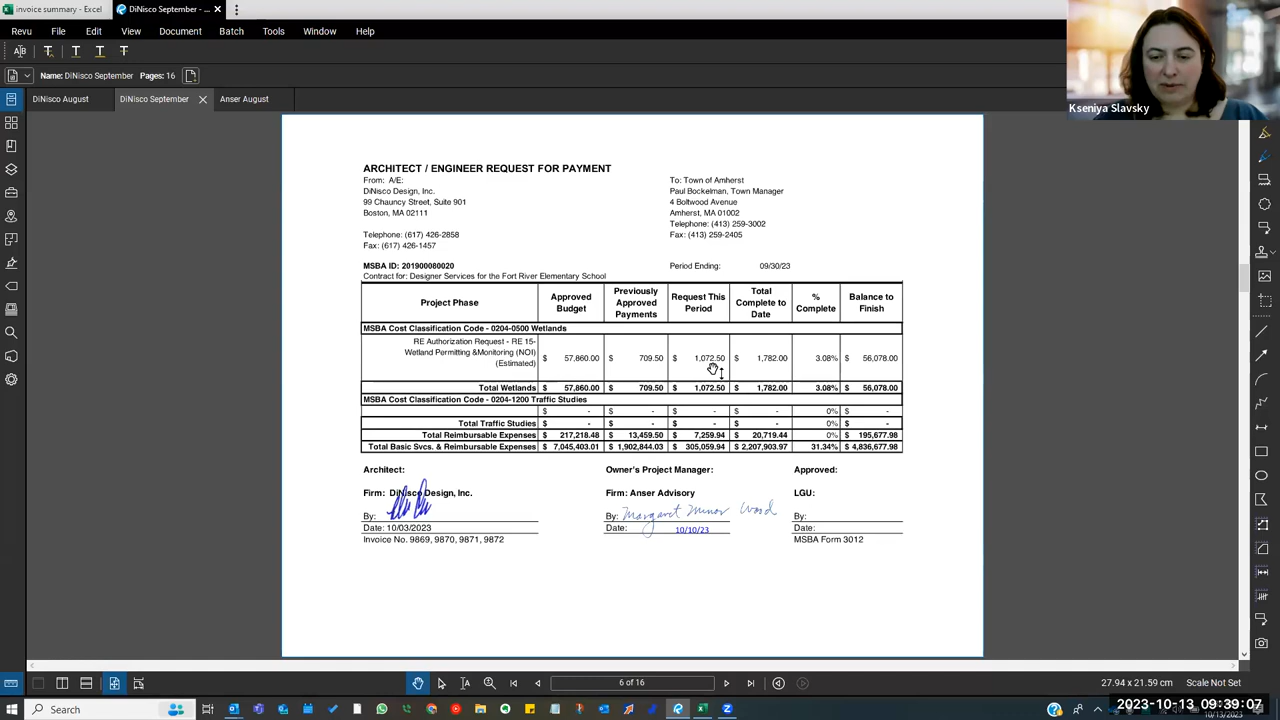 invoice summary - Excel
DiNisco September - ...
Revu File Edit View Document Batch Tools Window Help
Name: DiNisco September Pages: 16
DiNisco August DiNisco September Anser August
Kseniya Slavsky
ARCHITECT / ENGINEER REQUEST FOR PAYMENT
From: A/E: To: Town of Amherst
DiNisco Design, Inc. Paul Bockelman, Town Manager
99 Chauncy Street, Suite 901 4 Boltwood Avenue
Boston, MA 02111 Amherst, MA 01002
Telephone: (413) 259-3002
Telephone: (617) 426-2858 Fax: (413) 259-2405
Fax: (617) 426-1457
MSBA ID: 201900080020 Period Ending: 09/30/23
Contract for: Designer Services for the Fort River Elementary School
Project Phase Approved Budget Previously Approved Payments Request This Period Total Complete to Date % Complete Balance to Finish
MSBA Cost Classification Code - 0204-0500 Wetlands
RE Authorization Request - RE 15-
Wetland Permitting &Monitoring (NOI) $ 57,860.00 $ 709.50 $ 1,072.50 $ 1,782.00 3.08% $ 56,078.00
(Estimated)
Total Wetlands $ 57,860.00 $ 709.50 $ 1,072.50 $ 1,782.00 3.08% $ 56,078.00
MSBA Cost Classification Code - 0204-1200 Traffic Studies
$ - $ - $ - $ - 0% $ -
Total Traffic Studies $ - $ - $ - $ - 0% $ -
Total Reimbursable Expenses $ 217,218.48 $ 13,459.50 $ 7,259.94 $ 20,719.44 0% $ 195,677.98
Total Basic Svcs. & Reimbursable Expenses $ 7,045,403.01 $ 1,902,844.03 $ 305,059.94 $ 2,207,903.97 31.34% $ 4,836,677.98
Architect: Owner's Project Manager: Approved:
Firm: DiNisco Design, Inc. Firm: Anser Advisory LGU:
By: By: Margaret Minor Wood By:
Date: 10/03/2023 Date: 10/10/23 Date:
Invoice No. 9869, 9870, 9871, 9872 MSBA Form 3012
6 of 16
27.94 x 21.59 cm Scale Not Set
Search
2023-10-13 09:39:07
10/13/2023